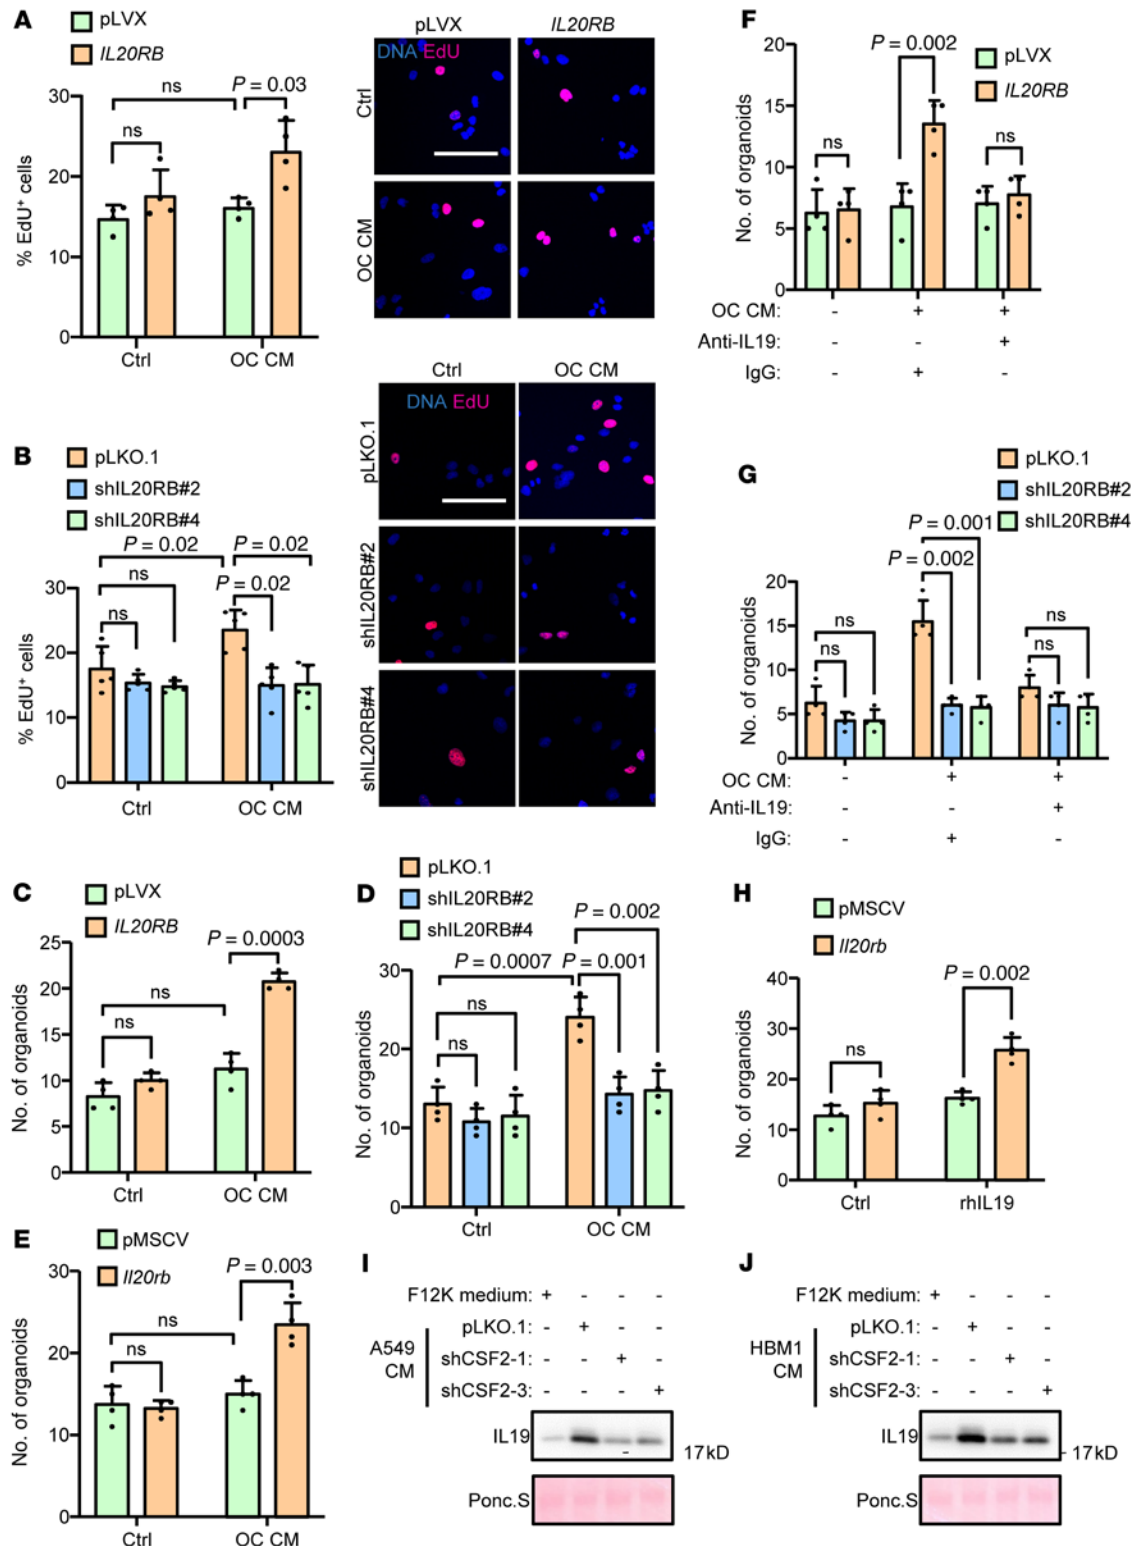 A
pLVX
IL20RB
% EdU+ cells
30
20
10
0
ns
ns
P = 0.03
Ctrl
OC CM
pLVX
IL20RB
DNA EdU
Ctrl
OC CM
B
pLKO.1
shIL20RB#2
shIL20RB#4
% EdU+ cells
30
20
10
0
P = 0.02
P = 0.02
ns
P = 0.02
ns
Ctrl
OC CM
Ctrl
OC CM
DNA EdU
pLKO.1
shIL20RB#2
shIL20RB#4
C
pLVX
IL20RB
No. of organoids
25
20
15
10
5
0
P = 0.0003
ns
ns
Ctrl
OC CM
D
pLKO.1
shIL20RB#2
shIL20RB#4
No. of organoids
30
20
10
0
P = 0.002
P = 0.0007
P = 0.001
ns
ns
Ctrl
OC CM
E
pMSCV
Il20rb
No. of organoids
30
20
10
0
P = 0.003
ns
ns
Ctrl
OC CM
F
pLVX
IL20RB
No. of organoids
20
15
10
5
0
P = 0.002
ns
ns
OC CM: - + +
Anti-IL19: - - +
IgG: - + -
G
pLKO.1
shIL20RB#2
shIL20RB#4
No. of organoids
20
15
10
5
0
P = 0.001
P = 0.002
ns
ns
ns
ns
OC CM: - + +
Anti-IL19: - - +
IgG: - + -
H
pMSCV
Il20rb
No. of organoids
40
30
20
10
0
P = 0.002
ns
Ctrl
rhIL19
I
F12K medium: + - - -
A549 CM
pLKO.1: - + - -
shCSF2-1: - - + -
shCSF2-3: - - - +
IL19
- 17kD
Ponc.S
J
F12K medium: + - - -
HBM1 CM
pLKO.1: - + - -
shCSF2-1: - - + -
shCSF2-3: - - - +
IL19
- 17kD
Ponc.S